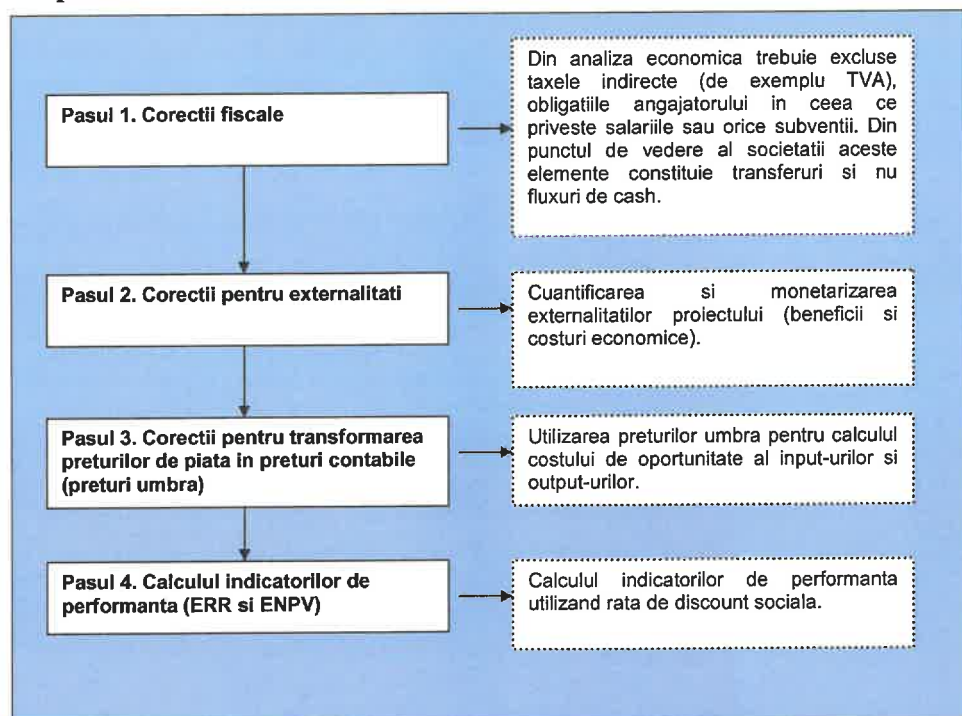 Pasul 1. Corectii fiscale
Din analiza economica trebuie excluse
taxele indirecte (de exemplu TVA),
obligatiile angajatorului in ceea ce
priveste salariile sau orice subventii. Din
punctul de vedere al societatii aceste
elemente constituie transferuri si nu
fluxuri de cash.
Pasul 2. Corectii pentru externalitati
Cuantificarea si monetarizarea
externalitatilor proiectului (beneficii si
costuri economice).
Pasul 3. Corectii pentru transformarea
preturilor de piata in preturi contabile
(preturi umbra)
Utilizarea preturilor umbra pentru calculul
costului de oportunitate al input-urilor si
output-urilor.
Pasul 4. Calculul indicatorilor de
performanta (ERR si ENPV)
Calculul indicatorilor de performanta
utilizand rata de discount sociala.